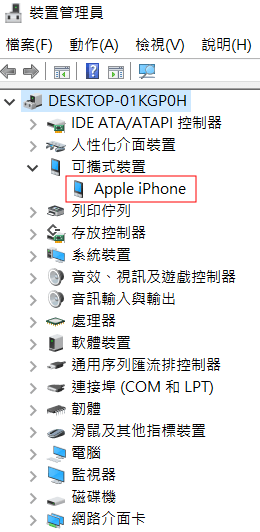 裝置管理員
檔案(F) 動作(A) 檢視(V) 說明(H)
DESKTOP-01KGP0H
IDE ATA/ATAPI 控制器
人性化介面裝置
可攜式裝置
Apple iPhone
列印佇列
存放控制器
系統裝置
音效、視訊及遊戲控制器
音訊輸入與輸出
處理器
軟體裝置
通用序列匯流排控制器
連接埠 (COM 和 LPT)
韌體
滑鼠及其他指標裝置
電腦
監視器
磁碟機
網路介面卡